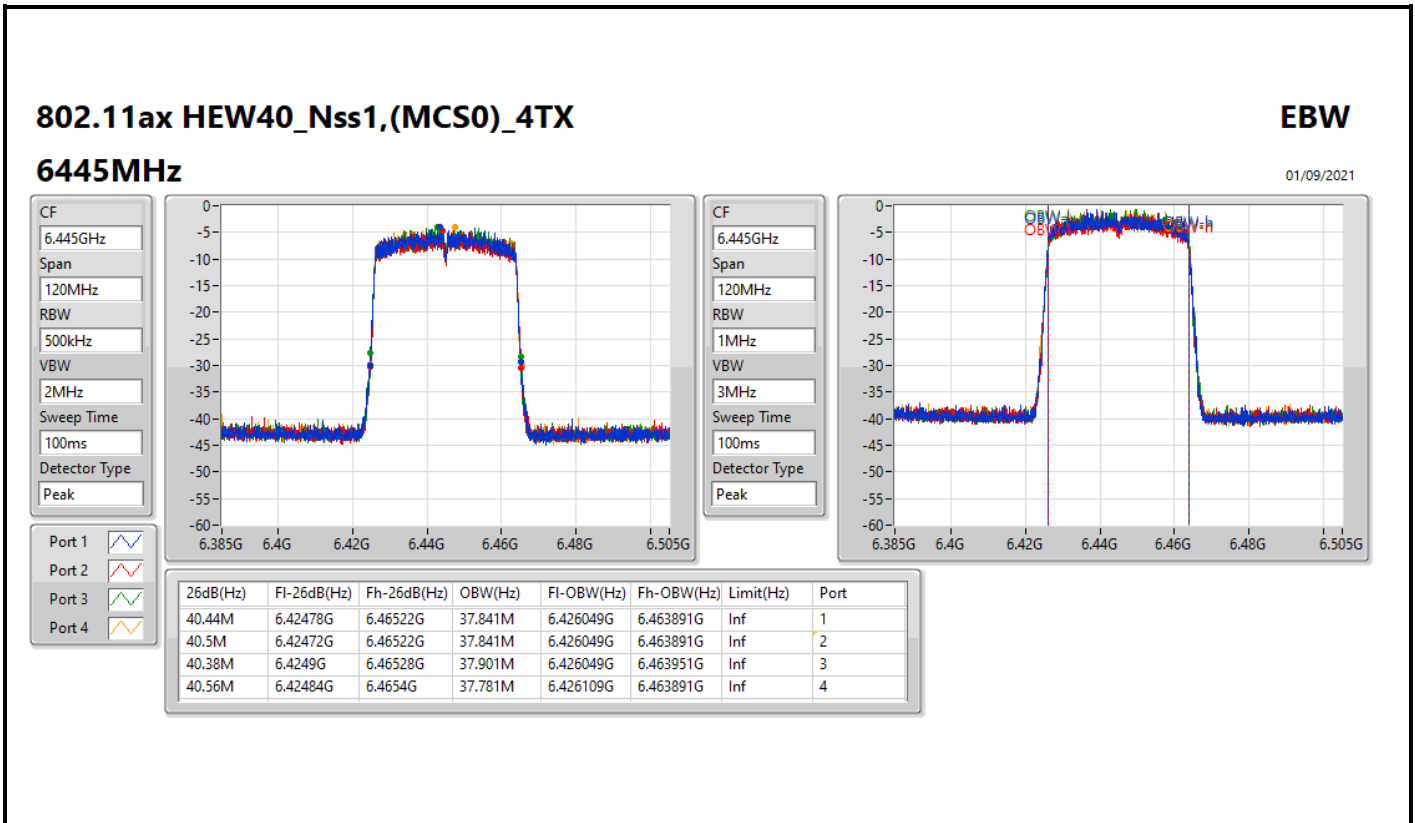 802.11ax HEW40_Nss1,(MCS0)_4TX
EBW
6445MHz
01/09/2021
CF
6.445GHz
Span
120MHz
RBW
500kHz
VBW
2MHz
Sweep Time
100ms
Detector Type
Peak
0
-5
-10
-15
-20
-25
-30
-35
-40
-45
-50
-55
-60
6.385G 6.4G 6.42G 6.44G 6.46G 6.48G 6.505G
CF
6.445GHz
Span
120MHz
RBW
1MHz
VBW
3MHz
Sweep Time
100ms
Detector Type
Peak
0
-5
-10
-15
-20
-25
-30
-35
-40
-45
-50
-55
-60
OBW-h
6.385G 6.4G 6.42G 6.44G 6.46G 6.48G 6.505G
Port 1
Port 2
Port 3
Port 4
26dB(Hz) Fl-26dB(Hz) Fh-26dB(Hz) OBW(Hz) Fl-OBW(Hz) Fh-OBW(Hz) Limit(Hz) Port
40.44M 6.42478G 6.46522G 37.841M 6.426049G 6.463891G Inf 1
40.5M 6.42472G 6.46522G 37.841M 6.426049G 6.463891G Inf 2
40.38M 6.4249G 6.46528G 37.901M 6.426049G 6.463951G Inf 3
40.56M 6.42484G 6.4654G 37.781M 6.426109G 6.463891G Inf 4